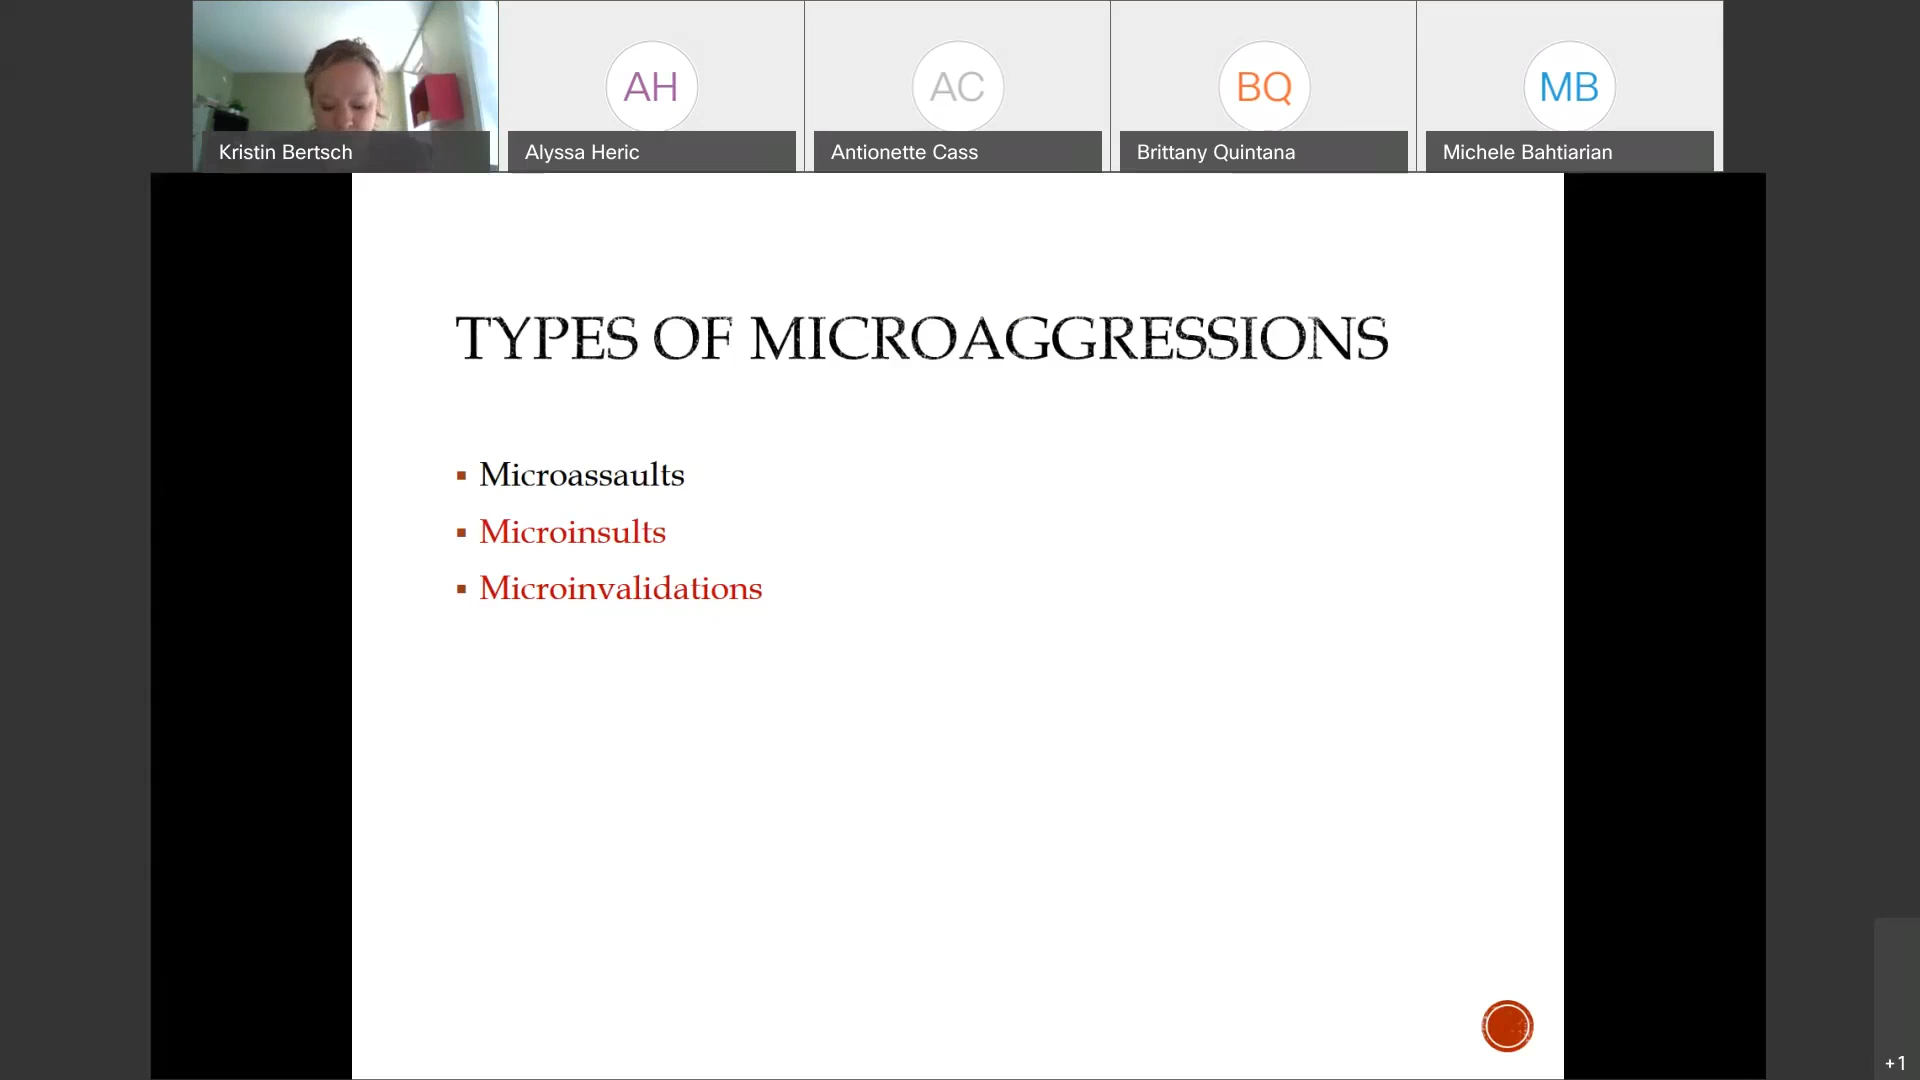 AH
AC
BQ
MB
Kristin Bertsch
Alyssa Heric
Antionette Cass
Brittany Quintana
Michele Bahtiarian
TYPES OF MICROAGGRESSIONS
▪ Microassaults
▪ Microinsults
▪ Microinvalidations
+1